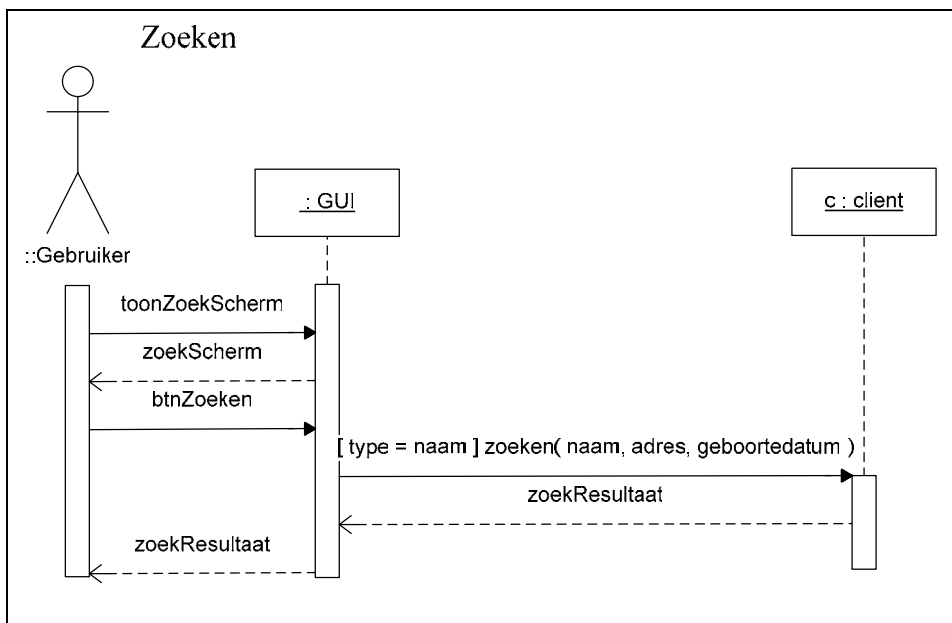 Zoeken
: GUI
c : client
::Gebruiker
toonZoekScherm
zoekScherm
btnZoeken
[ type = naam ] zoeken( naam, adres, geboortedatum )
zoekResultaat
zoekResultaat